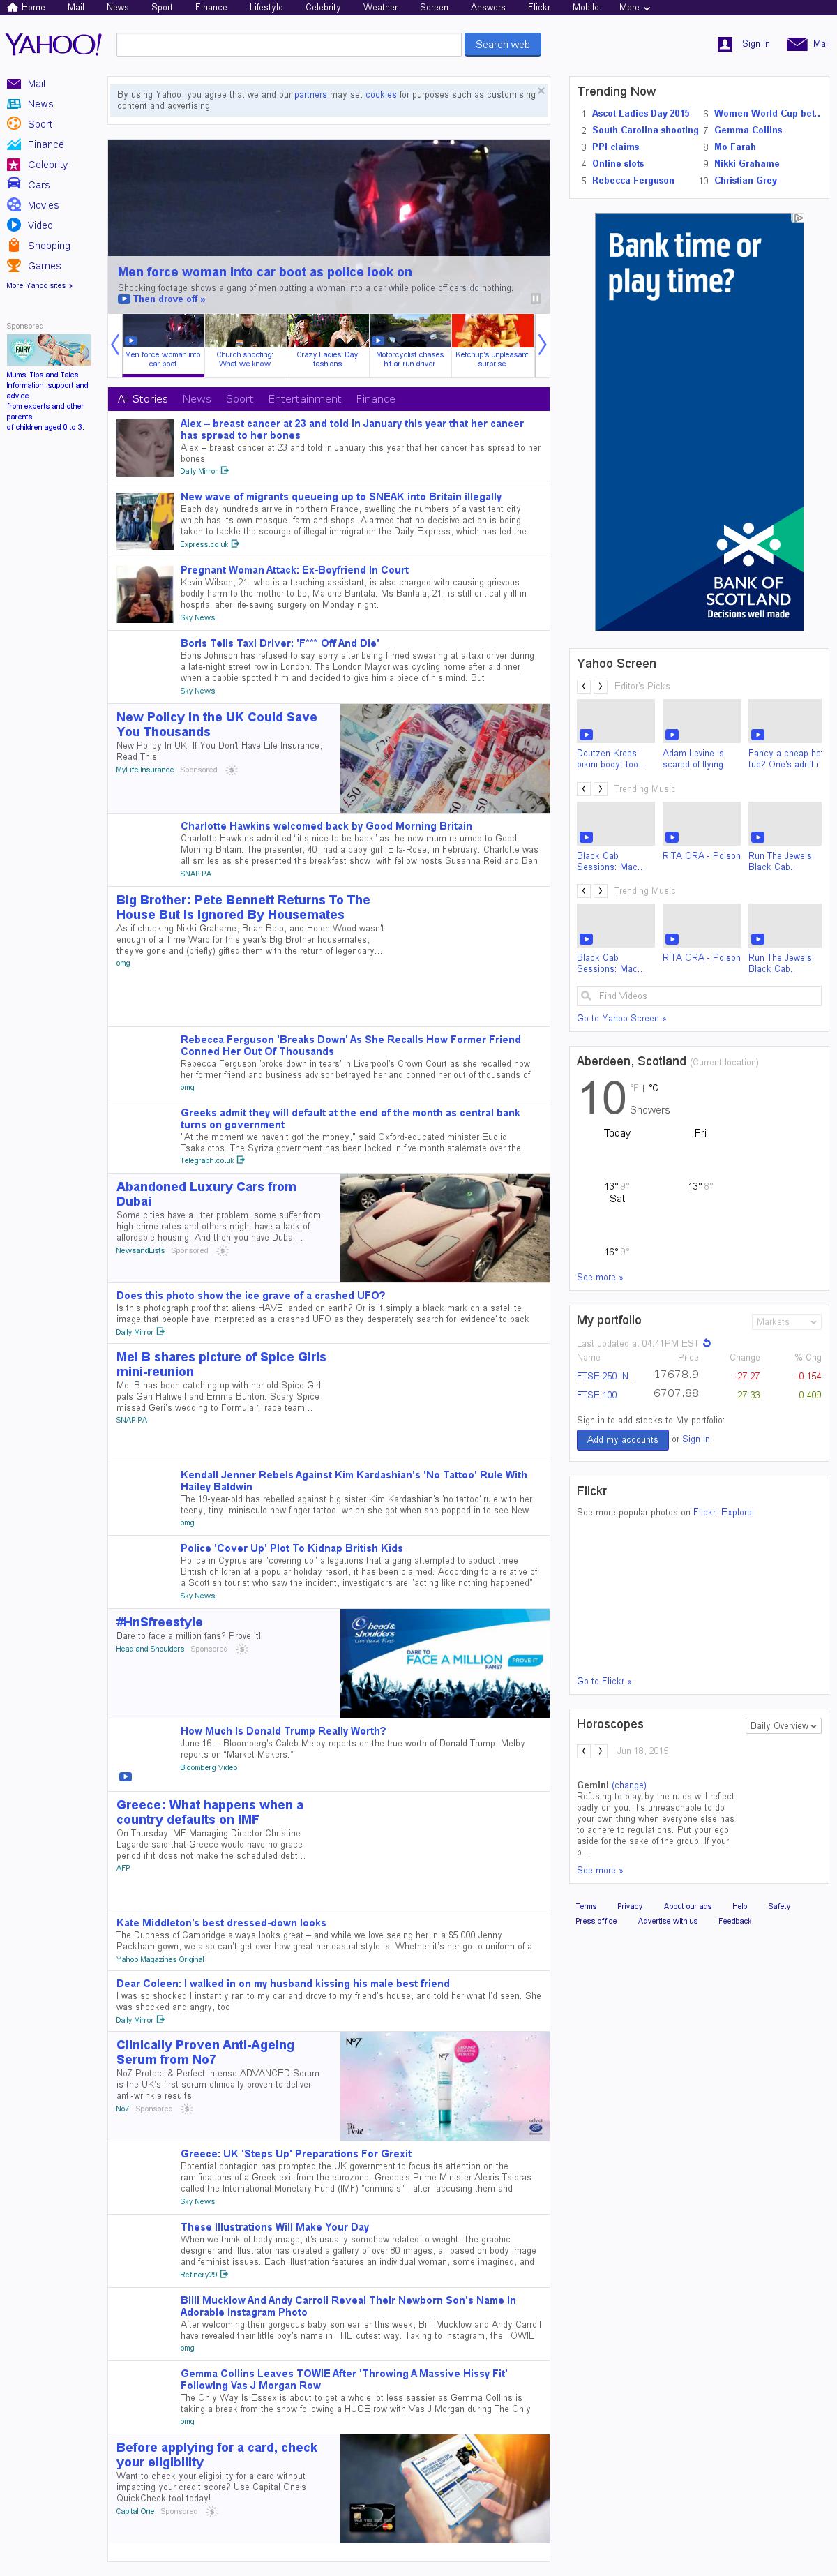 Home Mail News Sport Finance Lifestyle Celebrity Weather Screen Answers Flickr Mobile More
YAHOO!
Search web
Sign in
Mail
Mail
News
Sport
Finance
Celebrity
Cars
Movies
Video
Shopping
Games
More Yahoo sites
Sponsored
FAIRY
Mums' Tips and Tales
Information, support and
advice
from experts and other
parents
of children aged 0 to 3.
By using Yahoo, you agree that we and our partners may set cookies for purposes such as customising
content and advertising.
Men force woman into car boot as police look on
Shocking footage shows a gang of men putting a woman into a car while police officers do nothing.
Then drove off »
Men force woman into
car boot
Church shooting:
What we know
Crazy Ladies' Day
fashions
Motorcyclist chases
hit ar run driver
Ketchup's unpleasant
surprise
All Stories News Sport Entertainment Finance
Alex – breast cancer at 23 and told in January this year that her cancer
has spread to her bones
Alex – breast cancer at 23 and told in January this year that her cancer has spread to her
bones
Daily Mirror
New wave of migrants queueing up to SNEAK into Britain illegally
Each day hundreds arrive in northern France, swelling the numbers of a vast tent city
which has its own mosque, farm and shops. Alarmed that no decisive action is being
taken to tackle the scourge of illegal immigration the Daily Express, which has led the
Express.co.uk
Pregnant Woman Attack: Ex-Boyfriend In Court
Kevin Wilson, 21, who is a teaching assistant, is also charged with causing grievous
bodily harm to the mother-to-be, Malorie Bantala. Ms Bantala, 21, is still critically ill in
hospital after life-saving surgery on Monday night.
Sky News
Boris Tells Taxi Driver: 'F*** Off And Die'
Boris Johnson has refused to say sorry after being filmed swearing at a taxi driver during
a late-night street row in London. The London Mayor was cycling home after a dinner,
when a cabbie spotted him and decided to give him a piece of his mind. But
Sky News
New Policy In the UK Could Save
You Thousands
New Policy In UK: If You Don't Have Life Insurance,
Read This!
MyLife Insurance Sponsored
Charlotte Hawkins welcomed back by Good Morning Britain
Charlotte Hawkins admitted “it’s nice to be back” as the new mum returned to Good
Morning Britain. The presenter, 40, had a baby girl, Ella-Rose, in February. Charlotte was
all smiles as she presented the breakfast show, with fellow hosts Susanna Reid and Ben
SNAP.PA
Big Brother: Pete Bennett Returns To The
House But Is Ignored By Housemates
As if chucking Nikki Grahame, Brian Belo, and Helen Wood wasn't
enough of a Time Warp for this year's Big Brother housemates,
they've gone and (briefly) gifted them with the return of legendary...
omg
Rebecca Ferguson 'Breaks Down' As She Recalls How Former Friend
Conned Her Out Of Thousands
Rebecca Ferguson 'broke down in tears' in Liverpool's Crown Court as she recalled how
her former friend and business advisor betrayed her and conned her out of thousands of
omg
Greeks admit they will default at the end of the month as central bank
turns on government
"At the moment we haven’t got the money,” said Oxford-educated minister Euclid
Tsakalotos. The Syriza government has been locked in five month stalemate over the
Telegraph.co.uk
Abandoned Luxury Cars from
Dubai
Some cities have a litter problem, some suffer from
high crime rates and others might have a lack of
affordable housing. And then you have Dubai...
NewsandLists Sponsored
Does this photo show the ice grave of a crashed UFO?
Is this photograph proof that aliens HAVE landed on earth? Or is it simply a black mark on a satellite
image that people have interpreted as a crashed UFO as they desperately search for 'evidence' to back
Daily Mirror
Mel B shares picture of Spice Girls
mini-reunion
Mel B has been catching up with her old Spice Girl
pals Geri Halliwell and Emma Bunton. Scary Spice
missed Geri’s wedding to Formula 1 race team...
SNAP.PA
Kendall Jenner Rebels Against Kim Kardashian's 'No Tattoo' Rule With
Hailey Baldwin
The 19-year-old has rebelled against big sister Kim Kardashian's 'no tattoo' rule with her
teeny, tiny, miniscule new finger tattoo, which she got when she popped in to see New
omg
Police 'Cover Up' Plot To Kidnap British Kids
Police in Cyprus are "covering up" allegations that a gang attempted to abduct three
British children at a popular holiday resort, it has been claimed. According to a relative of
a Scottish tourist who saw the incident, investigators are "acting like nothing happened"
Sky News
#HnSfreestyle
Dare to face a million fans? Prove it!
Head and Shoulders Sponsored
head& shoulders
Live Head First
DARE TO
FACE A MILLION
FANS?
PROVE IT
How Much Is Donald Trump Really Worth?
June 16 -- Bloomberg's Caleb Melby reports on the true worth of Donald Trump. Melby
reports on “Market Makers.”
Bloomberg Video
Greece: What happens when a
country defaults on IMF
On Thursday IMF Managing Director Christine
Lagarde said that Greece would have no grace
period if it does not make the scheduled debt...
AFP
Kate Middleton’s best dressed-down looks
The Duchess of Cambridge always looks great – and while we love seeing her in a $5,000 Jenny
Packham gown, we also can’t get over how great her casual style is. Whether it’s her go-to uniform of a
Yahoo Magazines Original
Dear Coleen: I walked in on my husband kissing his male best friend
I was so shocked I instantly ran to my car and drove to my friend’s house, and told her what I’d seen. She
was shocked and angry, too
Daily Mirror
Clinically Proven Anti-Ageing
Serum from No7
No7 Protect & Perfect Intense ADVANCED Serum
is the UK's first serum clinically proven to deliver
anti-wrinkle results
No7 Sponsored
No7
Greece: UK 'Steps Up' Preparations For Grexit
Potential contagion has prompted the UK government to focus its attention on the
ramifications of a Greek exit from the eurozone. Greece's Prime Minister Alexis Tsipras
called the International Monetary Fund (IMF) "criminals" - after accusing them and
Sky News
These Illustrations Will Make Your Day
When we think of body image, it's usually somehow related to weight. The graphic
designer and illustrator has created a gallery of over 80 images, all based on body image
and feminist issues. Each illustration features an individual woman, some imagined, and
Refinery29
Billi Mucklow And Andy Carroll Reveal Their Newborn Son's Name In
Adorable Instagram Photo
After welcoming their gorgeous baby son earlier this week, Billi Mucklow and Andy Carroll
have revealed their little boy's name in THE cutest way. Taking to Instagram, the TOWIE
omg
Gemma Collins Leaves TOWIE After 'Throwing A Massive Hissy Fit'
Following Vas J Morgan Row
The Only Way Is Essex is about to get a whole lot less sassier as Gemma Collins is
taking a break from the show following a HUGE row with Vas J Morgan during The Only
omg
Before applying for a card, check
your eligibility
Want to check your eligibility for a card without
impacting your credit score? Use Capital One's
QuickCheck tool today!
Capital One Sponsored
Trending Now
1 Ascot Ladies Day 2015
2 South Carolina shooting
3 PPI claims
4 Online slots
5 Rebecca Ferguson
6 Women World Cup bet..
7 Gemma Collins
8 Mo Farah
9 Nikki Grahame
10 Christian Grey
Bank time or
play time?
BANK OF
SCOTLAND
Decisions well made
Yahoo Screen
Editor's Picks
Doutzen Kroes'
bikini body: too...
Adam Levine is
scared of flying
Fancy a cheap ho
tub? One's adrift i.
Trending Music
Black Cab
Sessions: Mac...
RITA ORA - Poison
Run The Jewels:
Black Cab...
Trending Music
Black Cab
Sessions: Mac...
RITA ORA - Poison
Run The Jewels:
Black Cab...
Find Videos
Go to Yahoo Screen »
Aberdeen, Scotland (Current location)
10 °F | °C
Showers
Today Fri
13° 9° 13° 8°
Sat
16° 9°
See more »
My portfolio
Markets
Last updated at 04:41PM EST
Name Price Change % Chg
FTSE 250 IN... 17678.9 -27.27 -0.154
FTSE 100 6707.88 27.33 0.409
Sign in to add stocks to My portfolio:
Add my accounts or Sign in
Flickr
See more popular photos on Flickr: Explore!
Go to Flickr »
Horoscopes
Daily Overview
Jun 18, 2015
Gemini (change)
Refusing to play by the rules will reflect
badly on you. It's unreasonable to do
your own thing when everyone else has
to adhere to regulations. Put your ego
aside for the sake of the group. If your
b...
See more »
Terms Privacy About our ads Help Safety
Press office Advertise with us Feedback